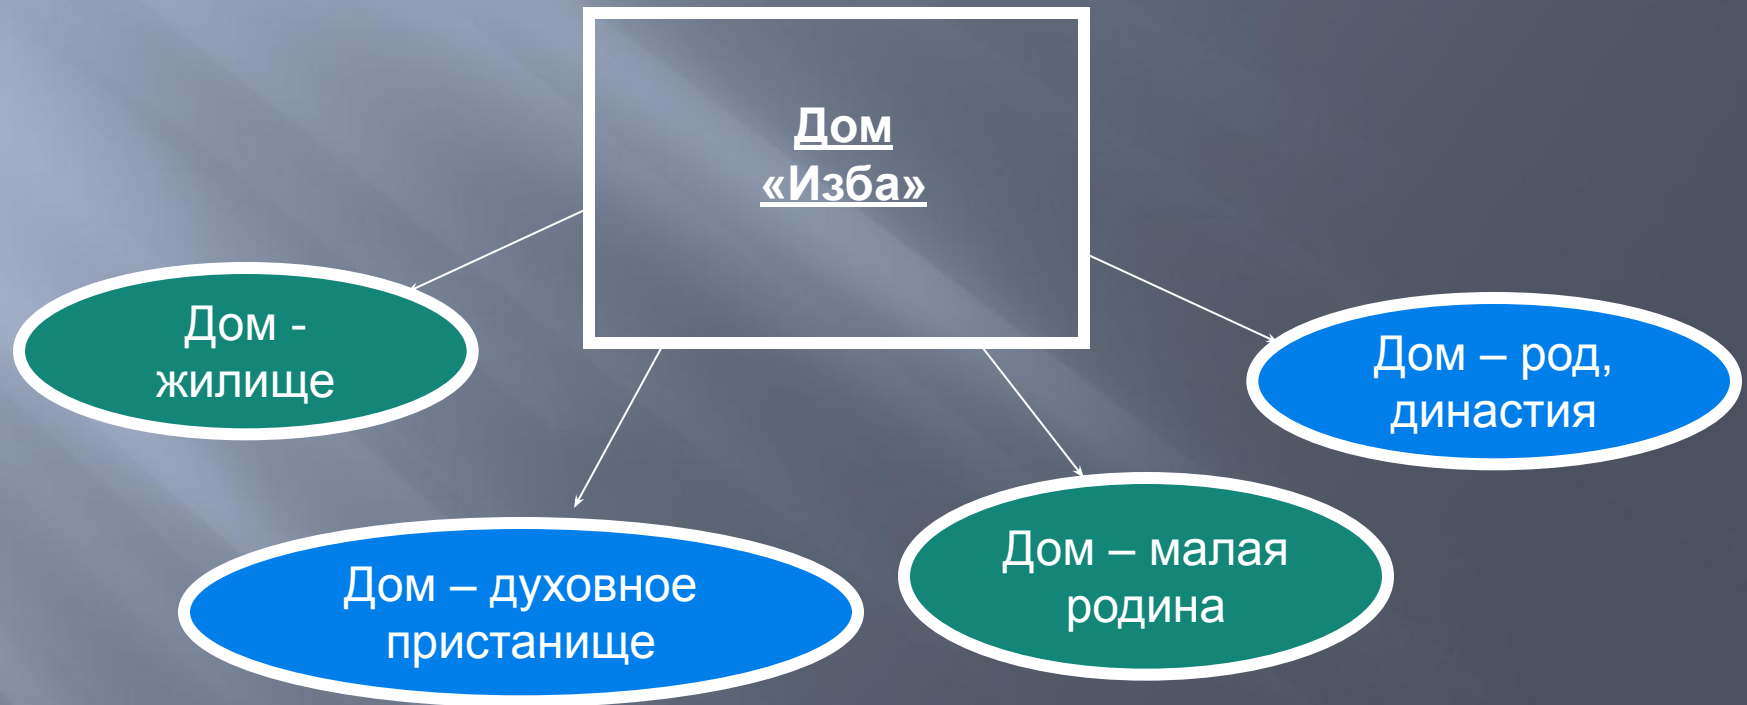 Дом
«Изба»
Дом -
жилище
Дом – духовное
пристанище
Дом – малая
родина
Дом – род,
династия